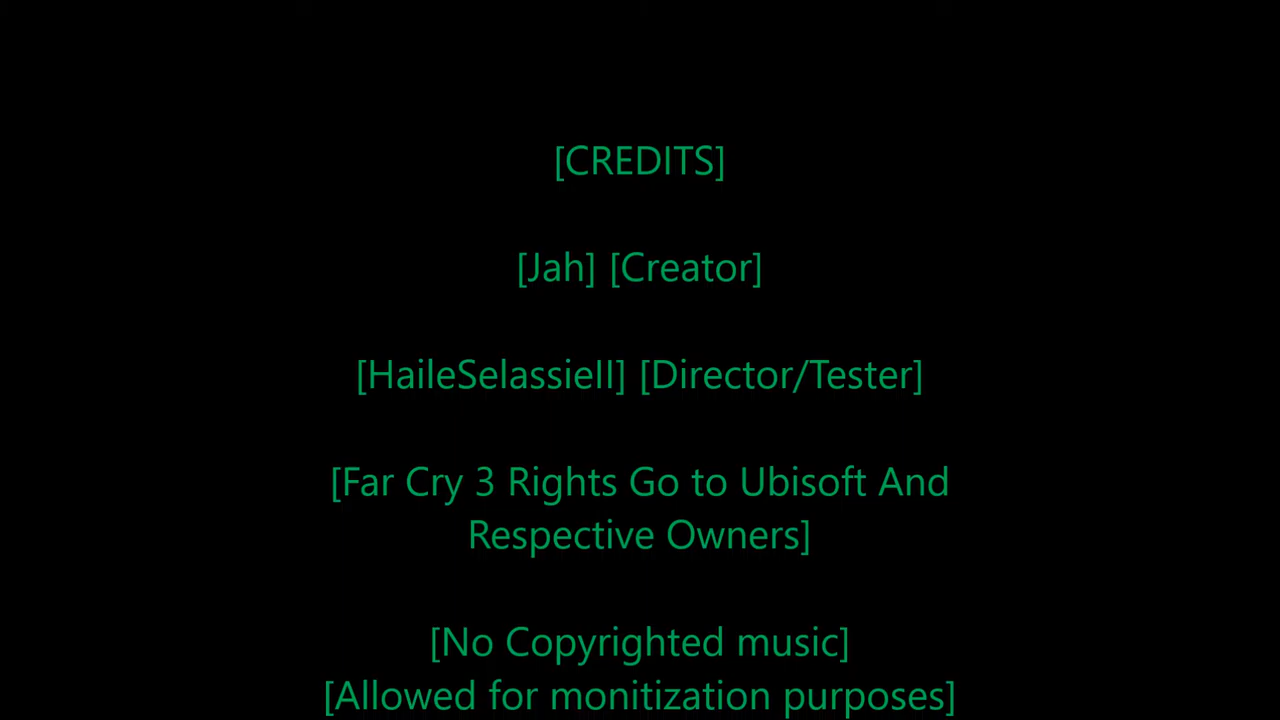 [CREDITS]
[Jah] [Creator]
[HaileSelassieII] [Director/Tester]
[Far Cry 3 Rights Go to Ubisoft And
Respective Owners]
[No Copyrighted music]
[Allowed for monitization purposes]